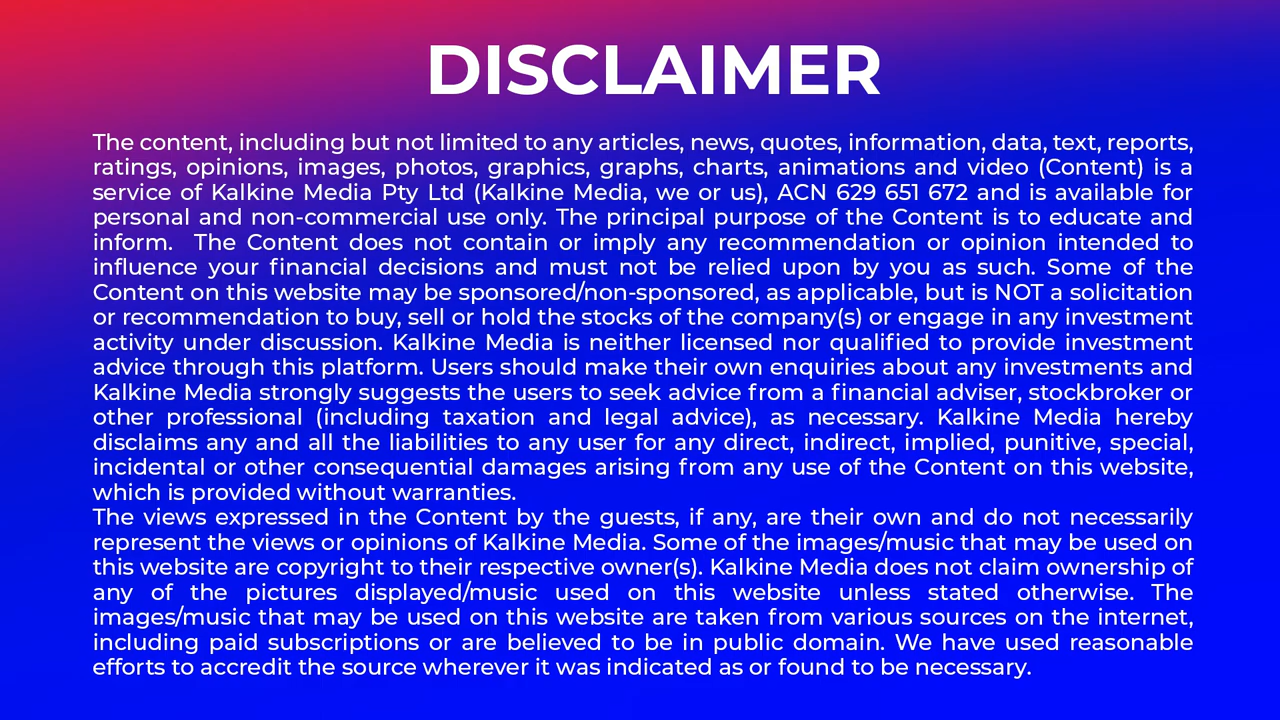 DISCLAIMER
The content, including but not limited to any articles, news, quotes, information, data, text, reports,
ratings, opinions, images, photos, graphics, graphs, charts, animations and video (Content) is a
service of Kalkine Media Pty Ltd (Kalkine Media, we or us), ACN 629 651 672 and is available for
personal and non-commercial use only. The principal purpose of the Content is to educate and
inform.  The Content does not contain or imply any recommendation or opinion intended to
influence your financial decisions and must not be relied upon by you as such. Some of the
Content on this website may be sponsored/non-sponsored, as applicable, but is NOT a solicitation
or recommendation to buy, sell or hold the stocks of the company(s) or engage in any investment
activity under discussion. Kalkine Media is neither licensed nor qualified to provide investment
advice through this platform. Users should make their own enquiries about any investments and
Kalkine Media strongly suggests the users to seek advice from a financial adviser, stockbroker or
other professional (including taxation and legal advice), as necessary. Kalkine Media hereby
disclaims any and all the liabilities to any user for any direct, indirect, implied, punitive, special,
incidental or other consequential damages arising from any use of the Content on this website,
which is provided without warranties.
The views expressed in the Content by the guests, if any, are their own and do not necessarily
represent the views or opinions of Kalkine Media. Some of the images/music that may be used on
this website are copyright to their respective owner(s). Kalkine Media does not claim ownership of
any of the pictures displayed/music used on this website unless stated otherwise. The
images/music that may be used on this website are taken from various sources on the internet,
including paid subscriptions or are believed to be in public domain. We have used reasonable
efforts to accredit the source wherever it was indicated as or found to be necessary.